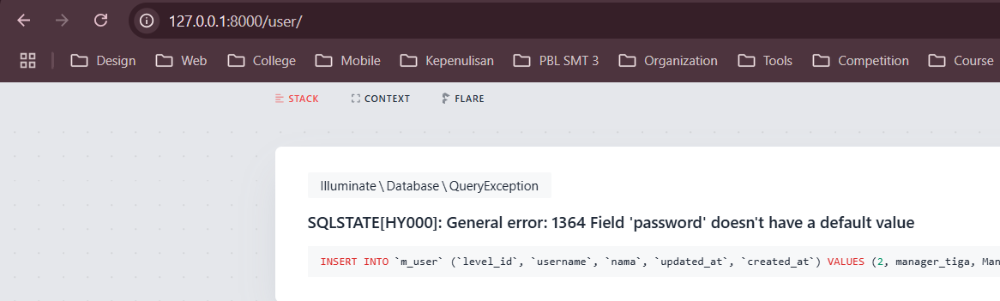 127.0.0.1:8000/user/
Design Web College Mobile Kepenulisan PBL SMT 3 Organization Tools Competition Course
STACK CONTEXT FLARE
Illuminate \ Database \ QueryException
SQLSTATE[HY000]: General error: 1364 Field 'password' doesn't have a default value
INSERT INTO `m_user` (`level_id`, `username`, `nama`, `updated_at`, `created_at`) VALUES (2, manager_tiga, Man